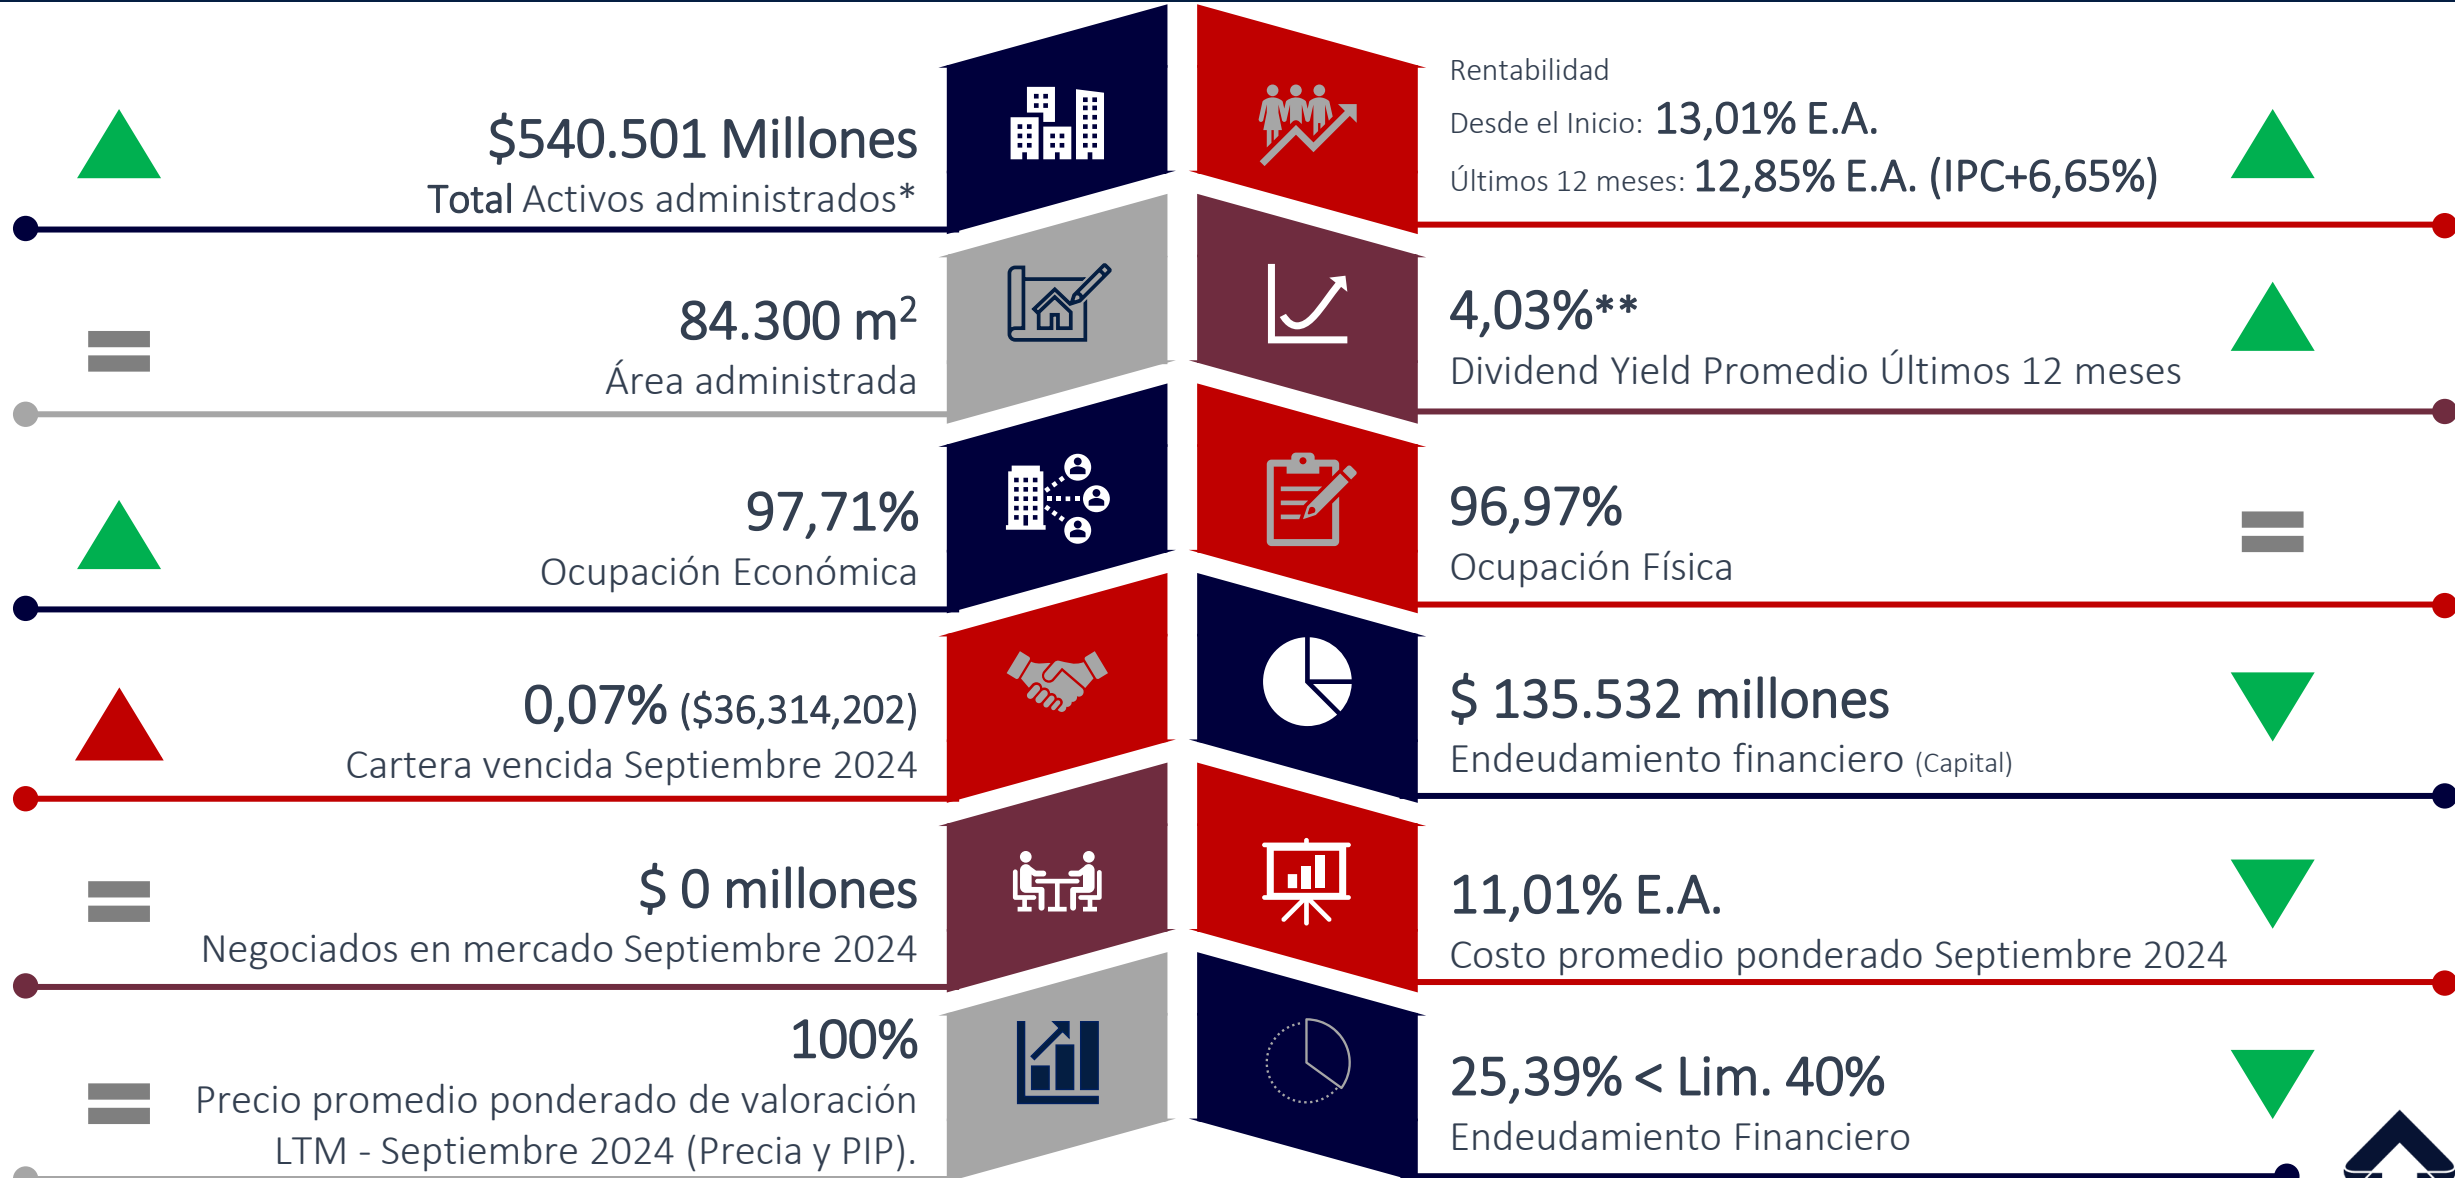 $540.501 Millones
Total Activos administrados*
84.300 m²
Área administrada
97,71%
Ocupación Económica
0,07% ($36,314,202)
Cartera vencida Septiembre 2024
$ 0 millones
Negociados en mercado Septiembre 2024
100%
Precio promedio ponderado de valoración
LTM - Septiembre 2024 (Precia y PIP).
Rentabilidad
Desde el Inicio: 13,01% E.A.
Últimos 12 meses: 12,85% E.A. (IPC+6,65%)
4,03%**
Dividend Yield Promedio Últimos 12 meses
96,97%
Ocupación Física
$ 135.532 millones
Endeudamiento financiero (Capital)
11,01% E.A.
Costo promedio ponderado Septiembre 2024
25,39% < Lim. 40%
Endeudamiento Financiero